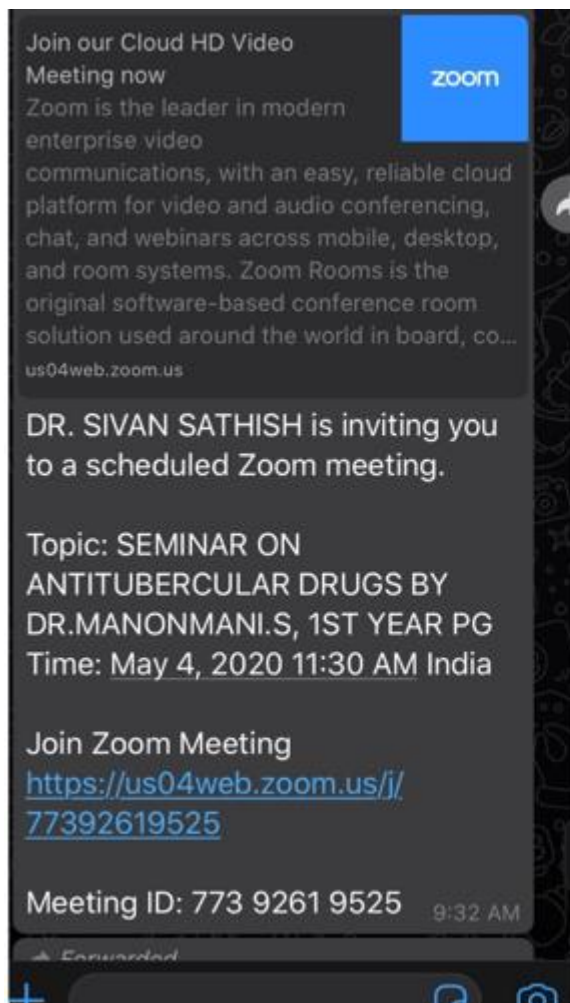 Join our Cloud HD Video
Meeting now
zoom
Zoom is the leader in modern
enterprise video
communications, with an easy, reliable cloud
platform for video and audio conferencing,
chat, and webinars across mobile, desktop,
and room systems. Zoom Rooms is the
original software-based conference room
solution used around the world in board, co...
us04web.zoom.us
DR. SIVAN SATHISH is inviting you
to a scheduled Zoom meeting.
Topic: SEMINAR ON
ANTITUBERCULAR DRUGS BY
DR.MANONMANI.S, 1ST YEAR PG
Time: May 4, 2020 11:30 AM India
Join Zoom Meeting
https://us04web.zoom.us/j/
77392619525
Meeting ID: 773 9261 9525
9:32 AM
Forwarded